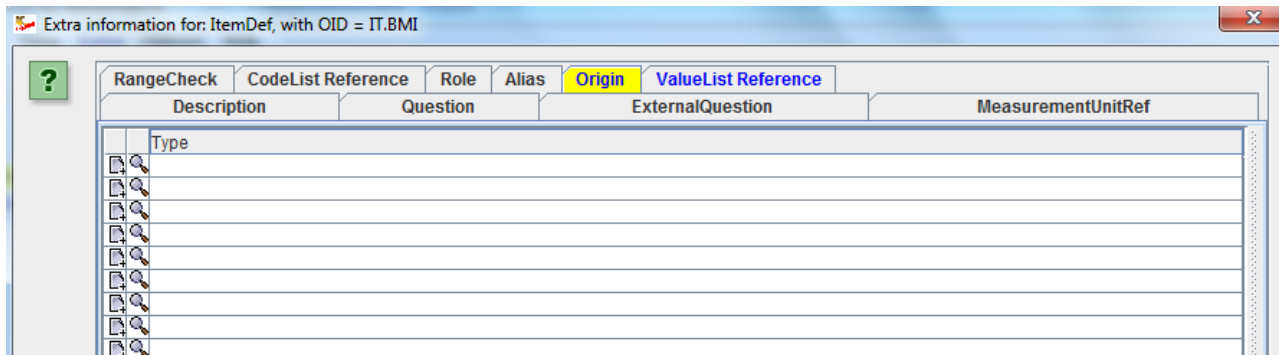 Extra information for: ItemDef, with OID = IT.BMI
?
RangeCheck CodeList Reference Role Alias Origin ValueList Reference
Description Question ExternalQuestion MeasurementUnitRef
Type